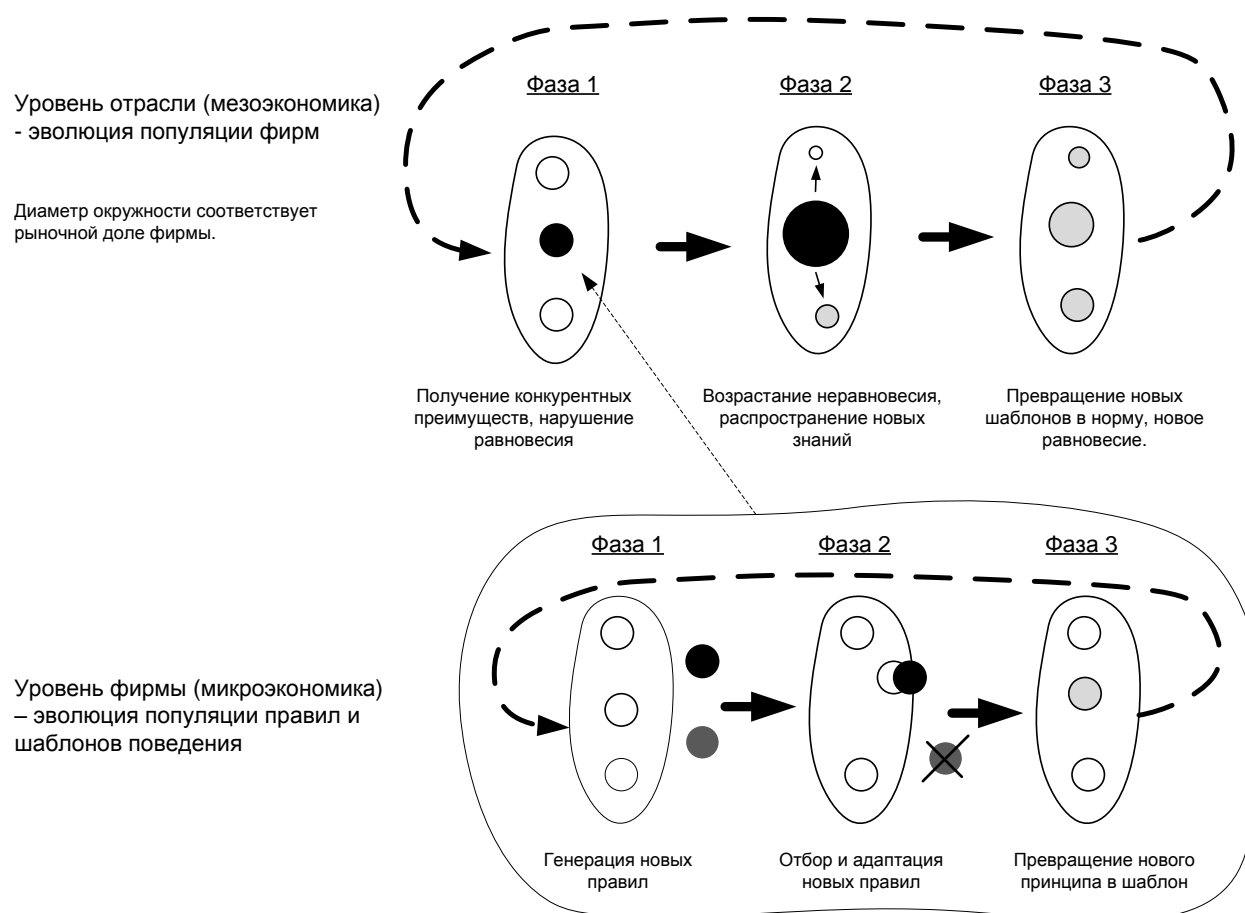 Фаза 1
Фаза 2
Фаза 3
Уровень отрасли (мезоэкономика)
- эволюция популяции фирм
Диаметр окружности соответствует
рыночной доле фирмы.
Получение конкурентных
преимуществ, нарушение
равновесия
Возрастание неравновесия,
распространение новых
знаний
Превращение новых
шаблонов в норму, новое
равновесие.
Фаза 1
Фаза 2
Фаза 3
Уровень фирмы (микроэкономика)
– эволюция популяции правил и
шаблонов поведения
Генерация новых
правил
Отбор и адаптация
новых правил
Превращение нового
принципа в шаблон